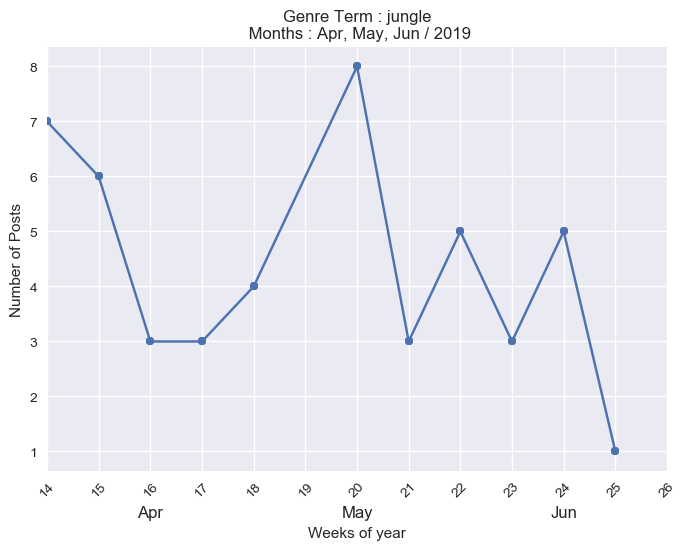 Genre Term : jungle
Months : Apr, May, Jun / 2019
8
7
6
5
4
3
2
1
Number of Posts
14 15 16 17 18 19 20 21 22 23 24 25 26
Apr May Jun
Weeks of year